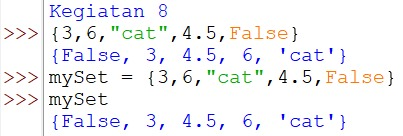 Kegiatan 8
>>> {3,6,"cat",4.5,False}
{False, 3, 4.5, 6, 'cat'}
>>> mySet = {3,6,"cat",4.5,False}
>>> mySet
{False, 3, 4.5, 6, 'cat'}